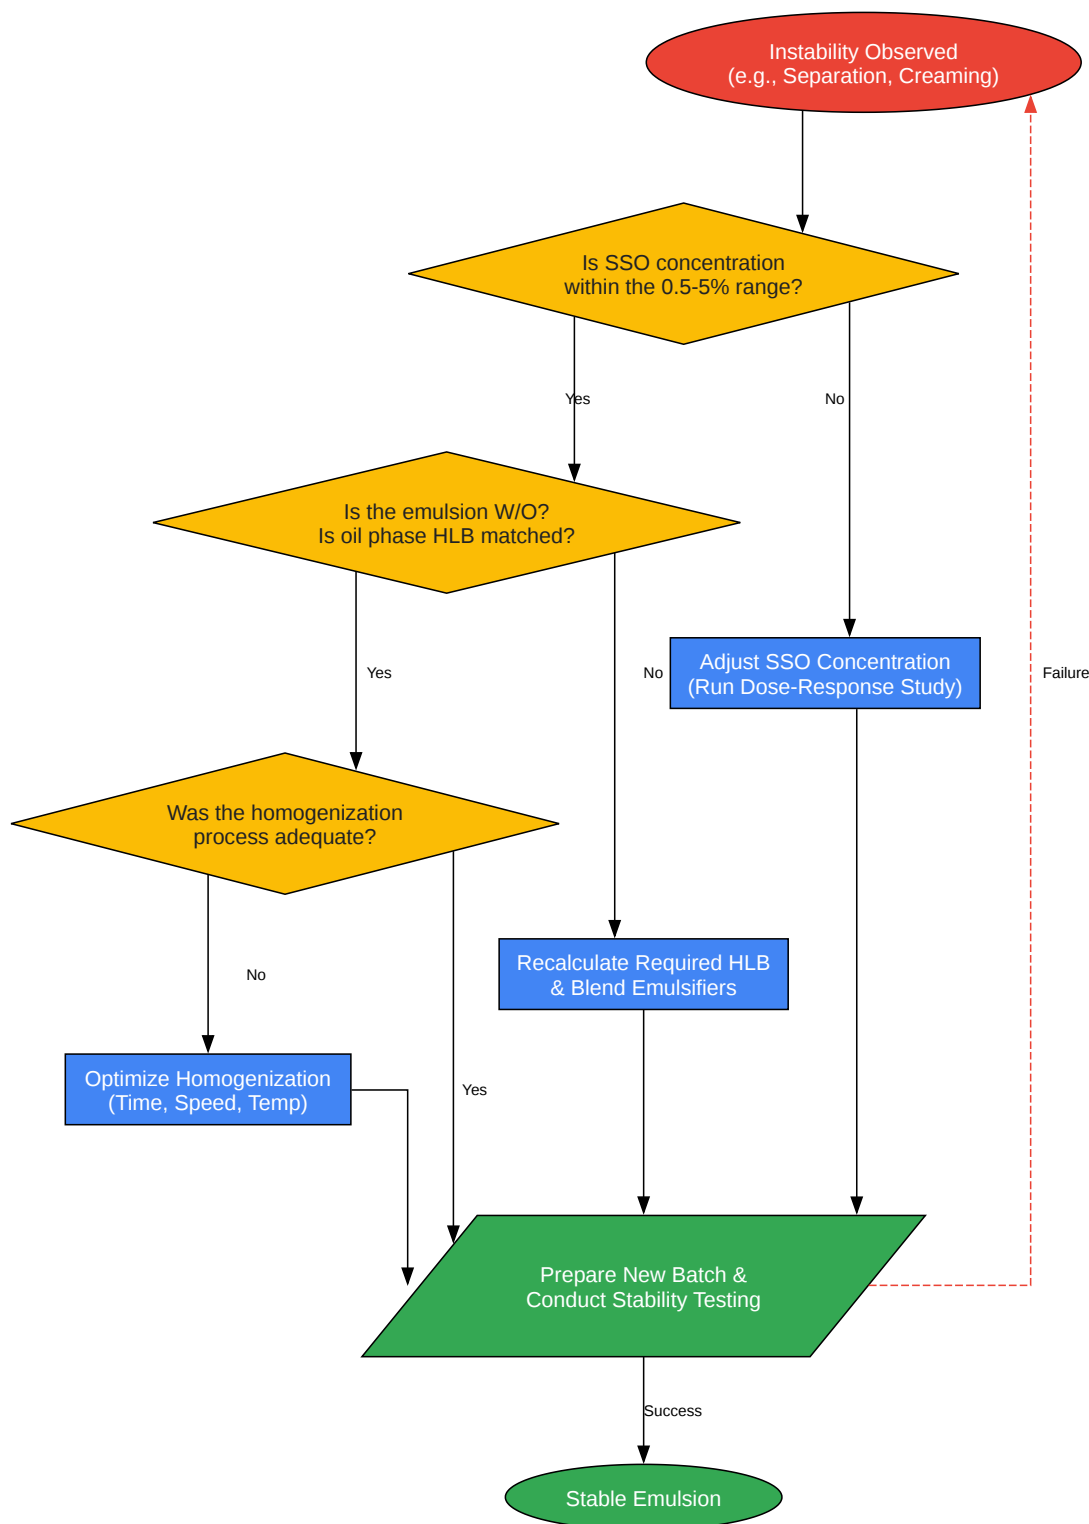 Instability Observed
(e.g., Separation, Creaming)
Is SSO concentration
within the 0.5-5% range?
Yes
No
Is the emulsion W/O?
Is oil phase HLB matched?
Yes
No
Adjust SSO Concentration
(Run Dose-Response Study)
Failure
Was the homogenization
process adequate?
No
Recalculate Required HLB
& Blend Emulsifiers
Optimize Homogenization
(Time, Speed, Temp)
Yes
Prepare New Batch &
Conduct Stability Testing
Success
Stable Emulsion